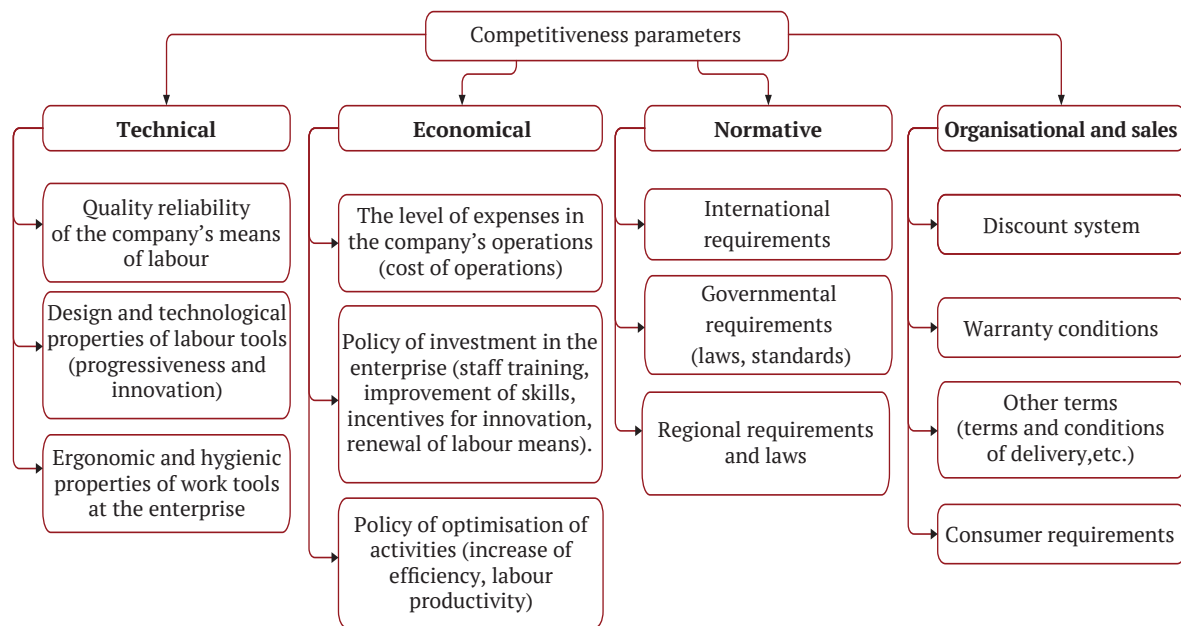 Competitiveness parameters
Technical
Quality reliability
of the company's means
of labour
Design and technological
properties of labour tools
(progressiveness and
innovation)
Ergonomic and hygienic
properties of work tools
at the enterprise
Economical
The level of expenses in
the company's operations
(cost of operations)
Policy of investment in the
enterprise (staff training,
improvement of skills,
incentives for innovation,
renewal of labour means).
Policy of optimisation of
activities (increase of
efficiency, labour
productivity)
Normative
International
requirements
Governmental
requirements
(laws, standards)
Regional requirements
and laws
Organisational and sales
Discount system
Warranty conditions
Other terms
(terms and conditions
of delivery,etc.)
Consumer requirements